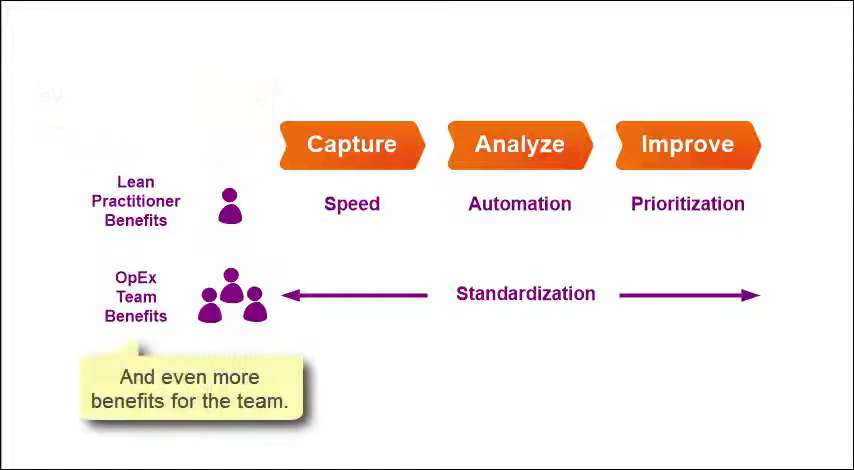 Capture
Analyze
Improve
Lean
Practitioner
Benefits
Speed
Automation
Prioritization
OpEx
Team
Benefits
Standardization
And even more
benefits for the team.